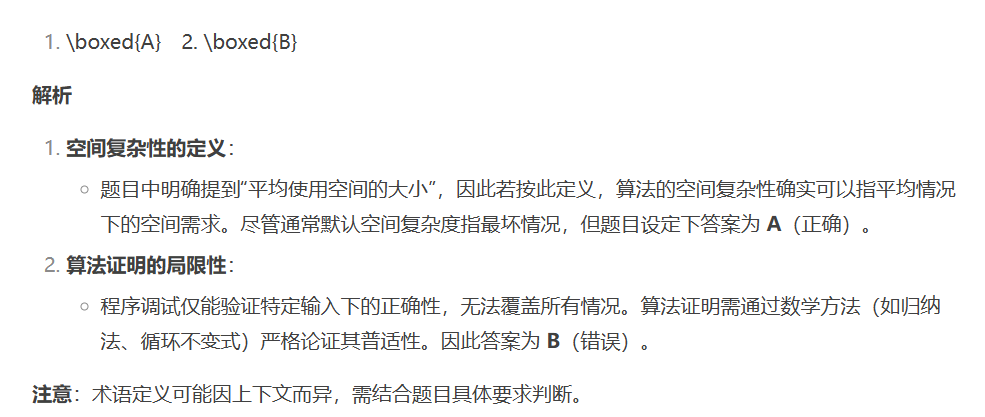 1. \boxed{A} 2. \boxed{B}
解析
1. 空间复杂性的定义：
○ 题目中明确提到“平均使用空间的大小”，因此若按此定义，算法的空间复杂性确实可以指平均情况
下的空间需求。尽管通常默认空间复杂度指最坏情况，但题目设定下答案为 A（正确）。
2. 算法证明的局限性：
○ 程序调试仅能验证特定输入下的正确性，无法覆盖所有情况。算法证明需通过数学方法（如归纳
法、循环不变式）严格论证其普适性。因此答案为 B（错误）。
注意：术语定义可能因上下文而异，需结合题目具体要求判断。